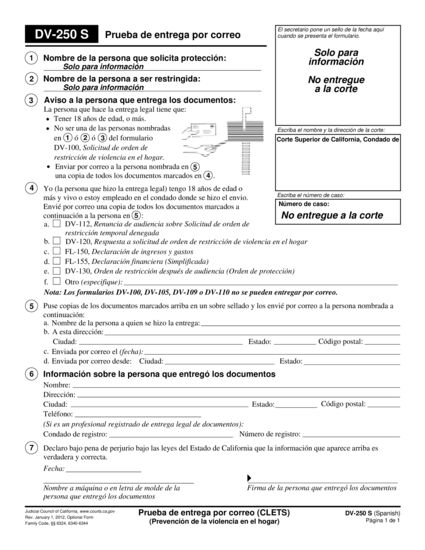 DV-250 S
Prueba de entrega por correo
El secretario pone un sello de la fecha aquí
cuando se presenta el formulario.
Solo para
información
No entregue
a la corte
1 Nombre de la persona que solicita protección:
Solo para información
2 Nombre de la persona a ser restringida:
Solo para información
3 Aviso a la persona que entrega los documentos:
La persona que hace la entrega legal tiene que:
• Tener 18 años de edad, o más.
• No ser una de las personas nombradas
en 1 ó 2 ó 3 del formulario
DV-100, Solicitud de orden de
restricción de violencia en el hogar.
• Enviar por correo a la persona nombrada en 5
una copia de todos los documentos marcados en 4.
Escriba el nombre y la dirección de la corte:
Corte Superior de California, Condado de
Escriba el número de caso:
Número de caso:
No entregue a la corte
4 Yo (la persona que hizo la entrega legal) tengo 18 años de edad o
más y vivo o estoy empleado en el condado donde se hizo el envio.
Envié por correo una copia de todos los documentos marcados a
continuación a la persona en 5:
a. DV-112, Renuncia de audiencia sobre Solicitud de orden de
restricción temporal denegada
b. DV-120, Respuesta a solicitud de orden de restricción de violencia en el hogar
c. FL-150, Declaración de ingresos y gastos
d. FL-155, Declaración financiera (Simplificada)
e. DV-130, Orden de restricción después de audiencia (Orden de protección)
f. Otro (especifique):
Nota: Los formularios DV-100, DV-105, DV-109 o DV-110 no se pueden entregar por correo.
5 Puse copias de los documentos marcados arriba en un sobre sellado y los envié por correo a la persona nombrada a
continuación:
a. Nombre de la persona a quien se hizo la entrega:
b. A esta dirección:
Ciudad: Estado: Código postal:
c. Enviada por correo el (fecha):
d. Enviada por correo desde: Ciudad: Estado:
6 Información sobre la persona que entregó los documentos
Nombre:
Dirección:
Ciudad: Estado: Código postal:
Teléfono:
(Si es un profesional registrado de entrega legal de documentos):
Condado de registro: Número de registro:
7 Declaro bajo pena de perjurio bajo las leyes del Estado de California que la información que aparece arriba es
verdadera y correcta.
Fecha:
Nombre a máquina o en letra de molde de la
persona que entregó los documentos
Firma de la persona que entregó los documentos
Judicial Council of California, www.courts.ca.gov
Rev. January 1, 2012, Optional Form
Family Code, §§ 6324, 6340-6344
Prueba de entrega por correo (CLETS)
(Prevención de la violencia en el hogar)
DV-250 S (Spanish)
Página 1 de 1